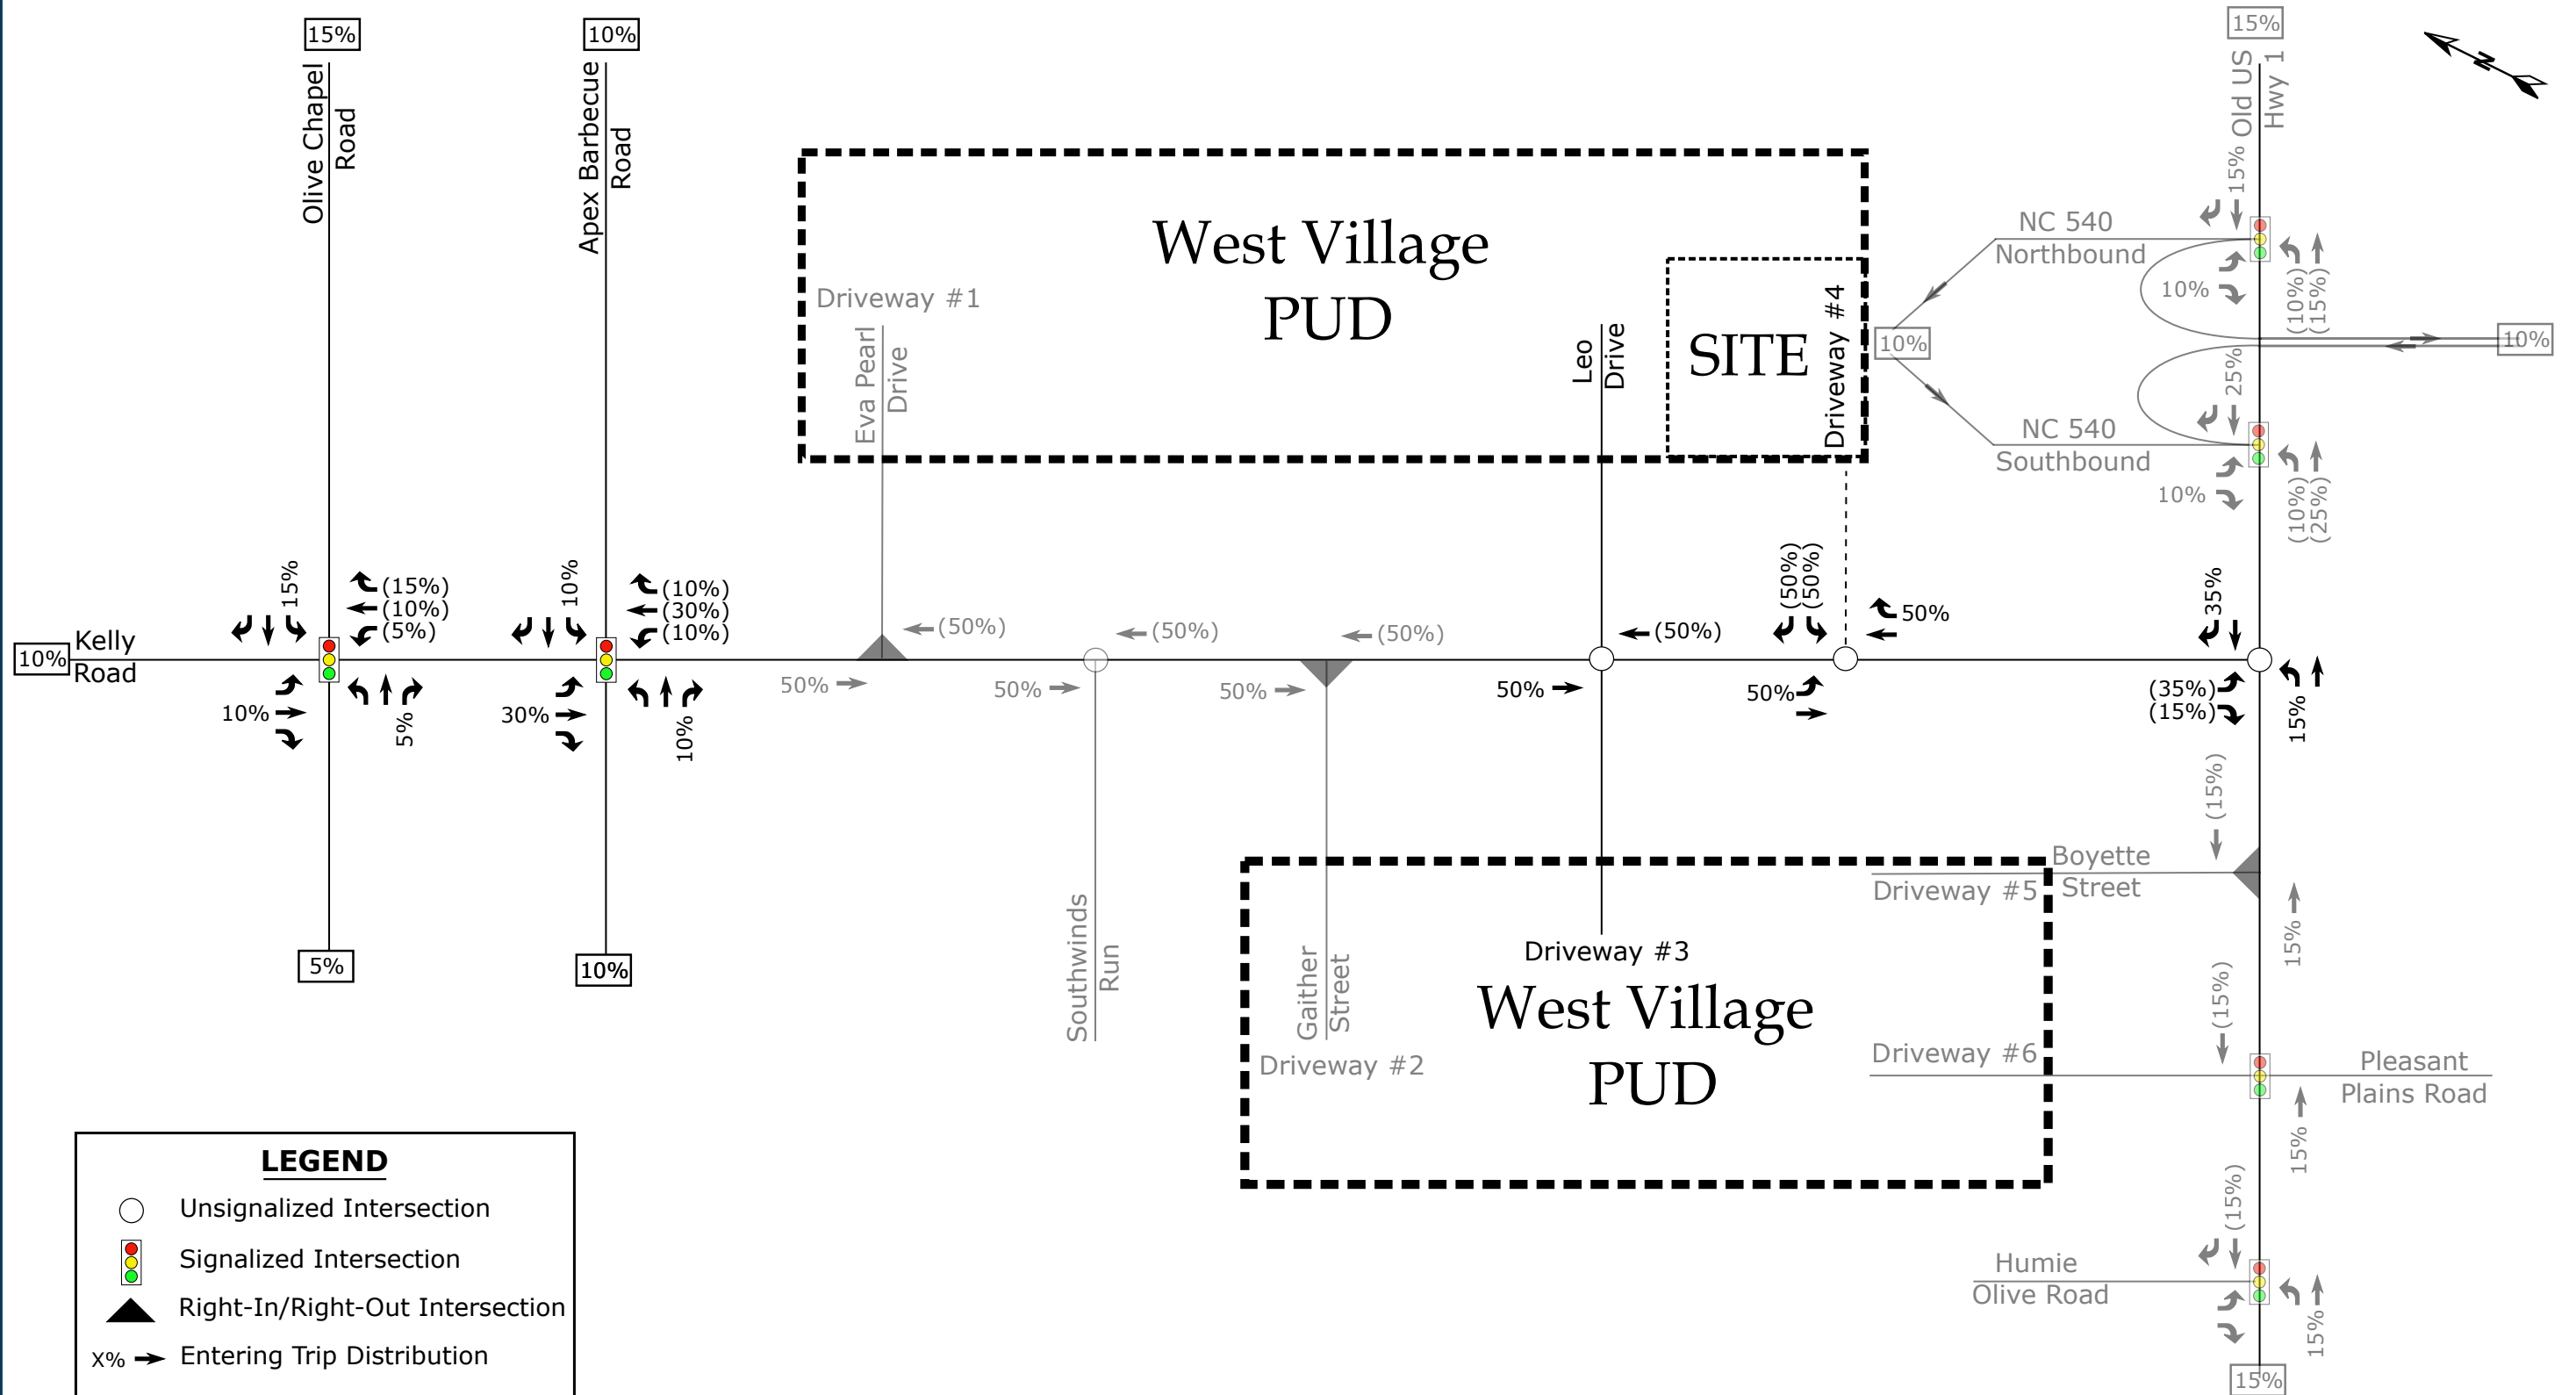 15%
10%
15%
Olive Chapel
Road
Apex Barbecue
Road
Old US
Hwy 1
N
West Village
PUD
Driveway #1
Eva Pearl
Drive
Leo
Drive
SITE
Driveway #4
NC 540
Northbound
15%
10%
(10%)
(15%)
10%
10%
25%
NC 540
Southbound
10%
(10%)
(25%)
10%
Kelly
Road
15%
(15%)
(10%)
(5%)
10%
5%
10%
(10%)
(30%)
(10%)
30%
10%
(50%)
50%
(50%)
50%
(50%)
50%
(50%)
50%
(50%)
(50%)
50%
50%
35%
(35%)
(15%)
15%
5%
10%
Southwinds
Run
Gaither
Street
Driveway #2
Driveway #3
West Village
PUD
(15%)
Boyette
Street
Driveway #5
15%
(15%)
Driveway #6
Pleasant
Plains Road
15%
(15%)
Humie
Olive Road
15%
15%
LEGEND
Unsignalized Intersection
Signalized Intersection
Right-In/Right-Out Intersection
X% Entering Trip Distribution